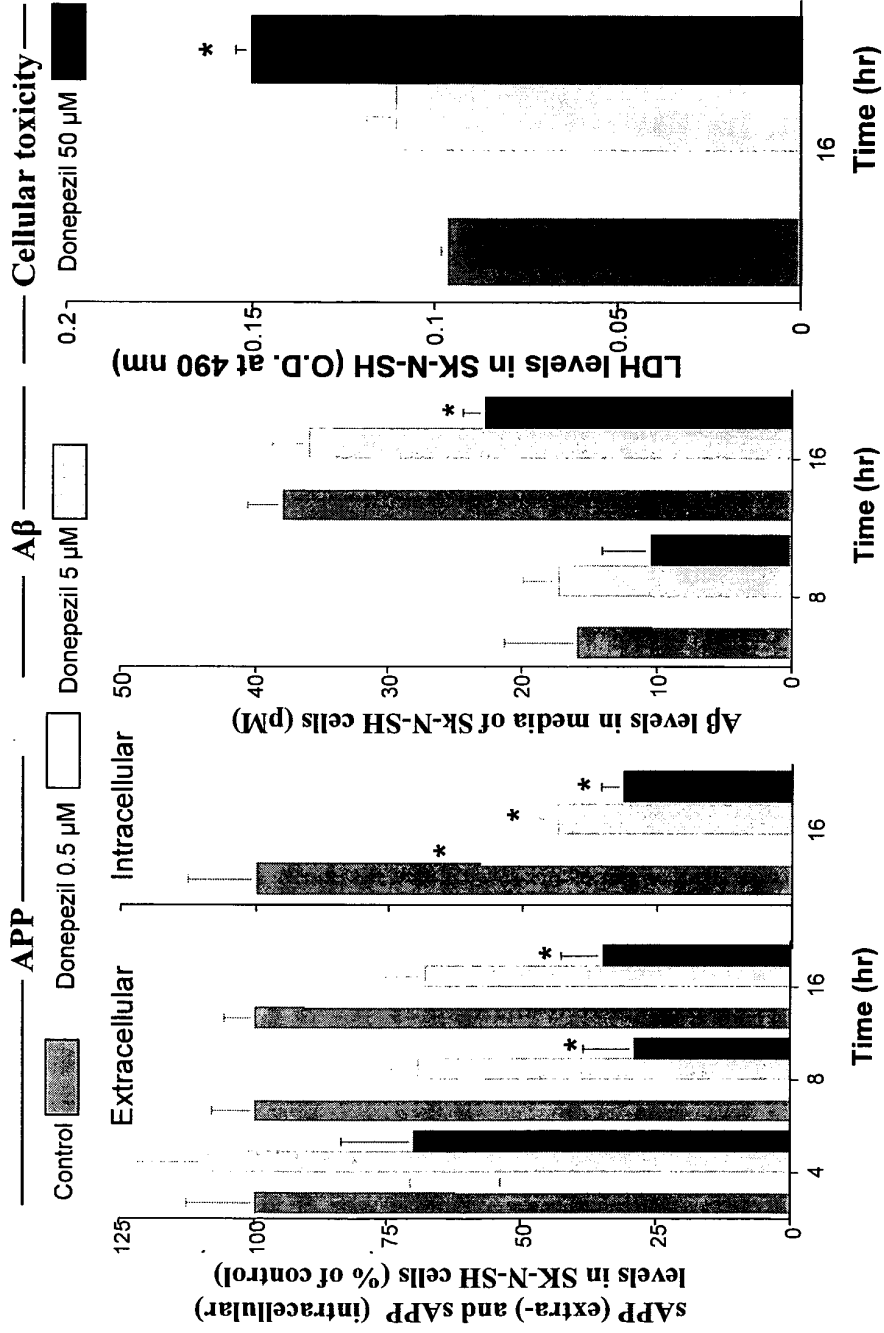 APP
Aβ
Cellular toxicity
Control
Donepezil 0.5 µM
Donepezil 5 µM
Donepezil 50 µM
sAPP (extra-) and sAPP (intracellular)
levels in SK-N-SH cells (% of control)
Extracellular
Intracellular
125
100
75
50
25
0
4
8
16
16
*
*
*
*
*
Time (hr)
Aβ levels in media of Sk-N-SH cells (pM)
50
40
30
20
10
0
8
16
*
Time (hr)
LDH levels in SK-N-SH (O.D. at 490 nm)
0.2
0.15
0.1
0.05
0
16
*
Time (hr)